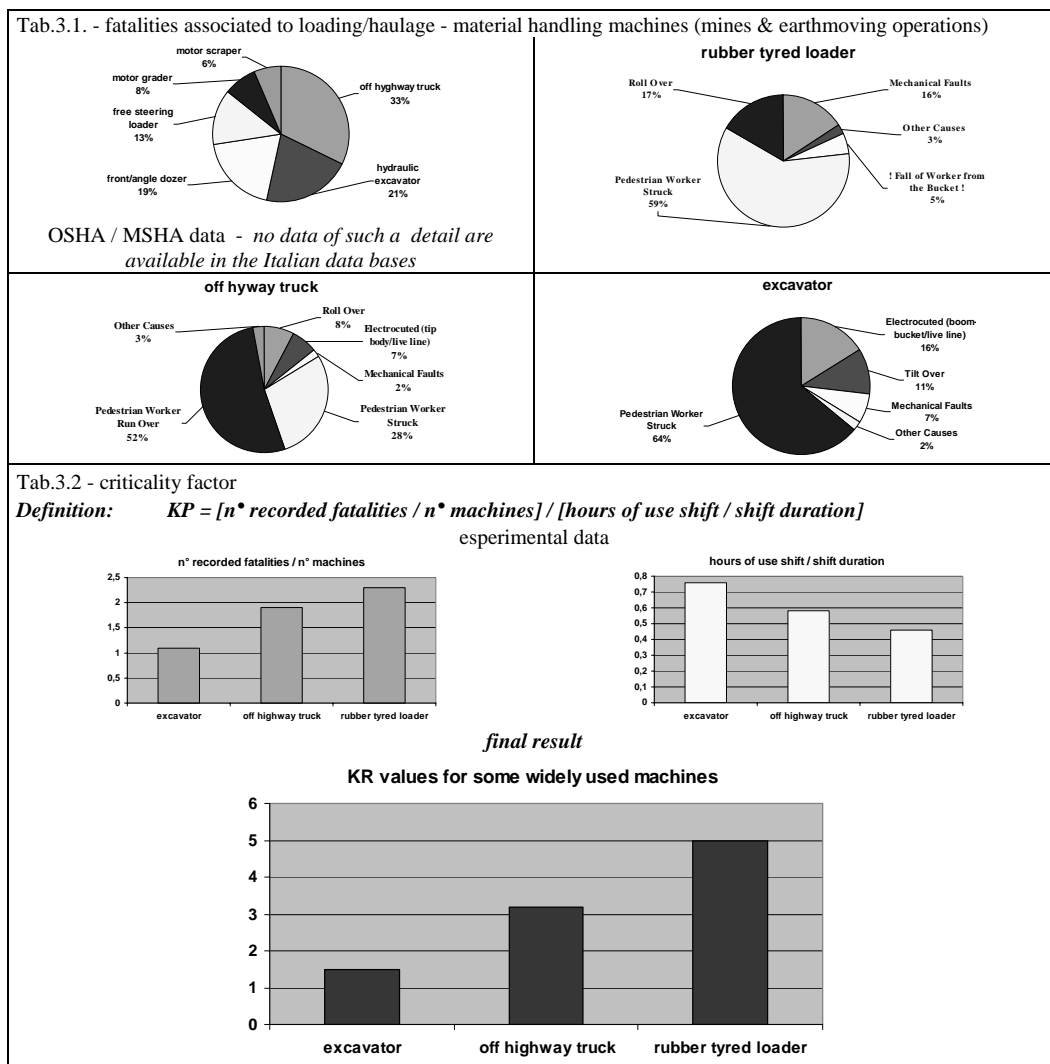 Tab.3.1. - fatalities associated to loading/haulage - material handling machines (mines & earthmoving operations)
motor scraper
6%
motor grader
8%
off hyghway truck
33%
free steering
loader
13%
front/angle dozer
19%
hydraulic
excavator
21%
OSHA / MSHA data - no data of such a detail are
available in the Italian data bases
rubber tyred loader
Roll Over
17%
Mechanical Faults
16%
Other Causes
3%
! Fall of Worker from
the Bucket !
5%
Pedestrian Worker
Struck
59%
off hyway truck
Other Causes
3%
Roll Over
8%
Electrocuted (tip
body/live line)
7%
Mechanical Faults
2%
Pedestrian Worker
Run Over
52%
Pedestrian Worker
Struck
28%
excavator
Electrocuted (boom-
bucket/live line)
16%
Tilt Over
11%
Mechanical Faults
7%
Other Causes
2%
Pedestrian Worker
Struck
64%
Tab.3.2 - criticality factor
Definition: KP = [n• recorded fatalities / n• machines] / [hours of use shift / shift duration]
esperimental data
n° recorded fatalities / n° machines
2,5
2
1,5
1
0,5
0
excavator off highway truck rubber tyred loader
hours of use shift / shift duration
0,8
0,7
0,6
0,5
0,4
0,3
0,2
0,1
0
excavator off highway truck rubber tyred loader
final result
KR values for some widely used machines
6
5
4
3
2
1
0
excavator off highway truck rubber tyred loader